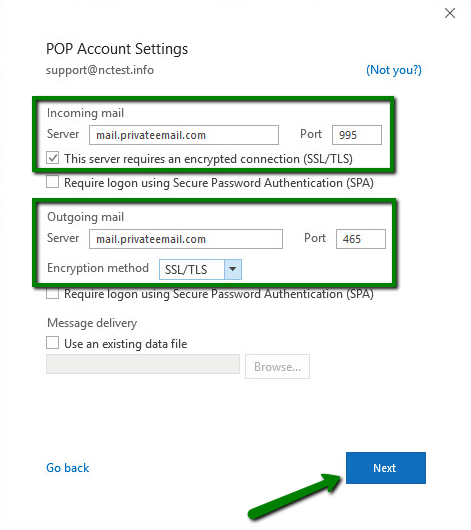 POP Account Settings
support@nctest.info (Not you?)
Incoming mail
Server mail.privateemail.com Port 995
This server requires an encrypted connection (SSL/TLS)
Require logon using Secure Password Authentication (SPA)
Outgoing mail
Server mail.privateemail.com Port 465
Encryption method SSL/TLS
Require logon using Secure Password Authentication (SPA)
Message delivery
Use an existing data file
Browse...
Go back Next